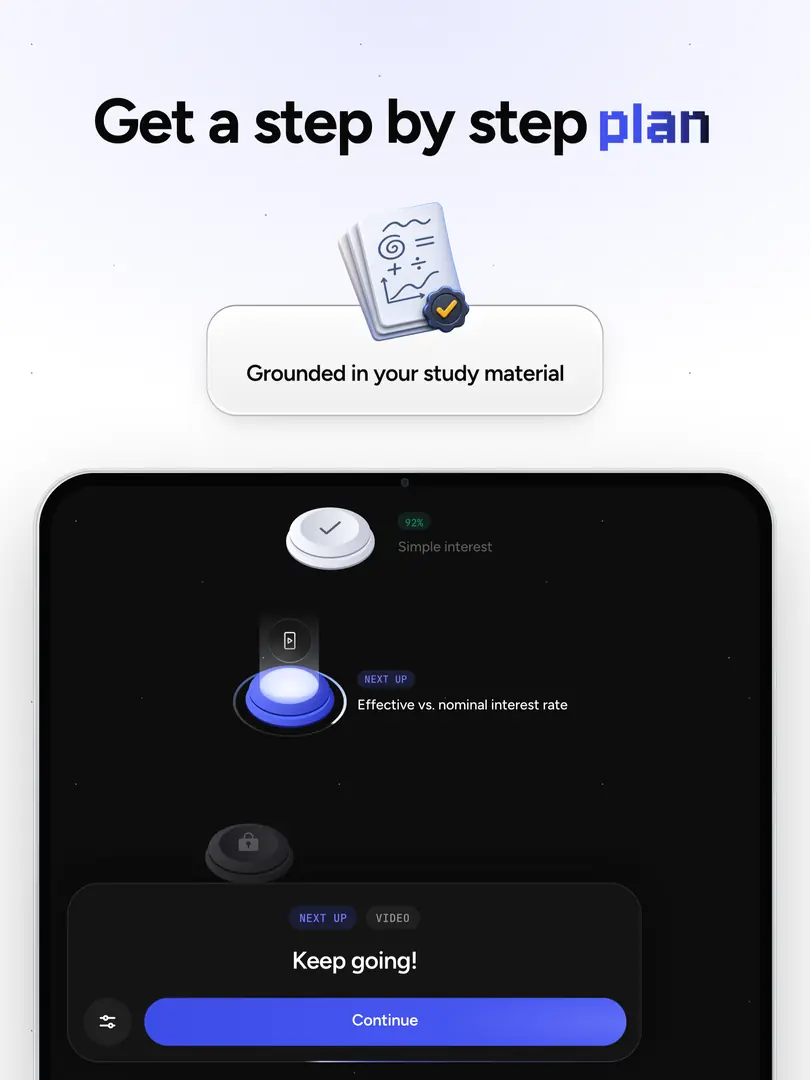 Get a step by step plan
Grounded in your study material
92%
Simple interest
NEXT UP
Effective vs. nominal interest rate
NEXT UP VIDEO
Keep going!
Continue